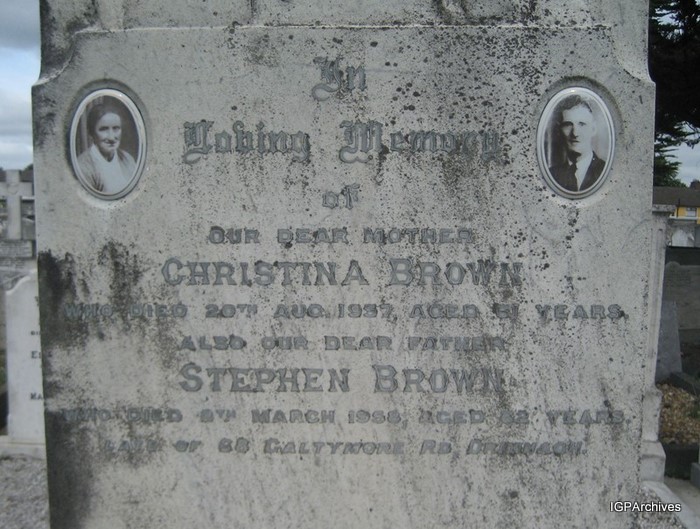 In
Loving Memory
of
OUR DEAR MOTHER
CHRISTINA BROWN
WHO DIED 20TH AUG. 1937, AGED 51 YEARS.
ALSO OUR DEAR FATHER
STEPHEN BROWN
WHO DIED 8TH MARCH AGED 82 YEARS.
LATE OF 68 GALTYMORE RD DRIMNAGH.
IGPArchives